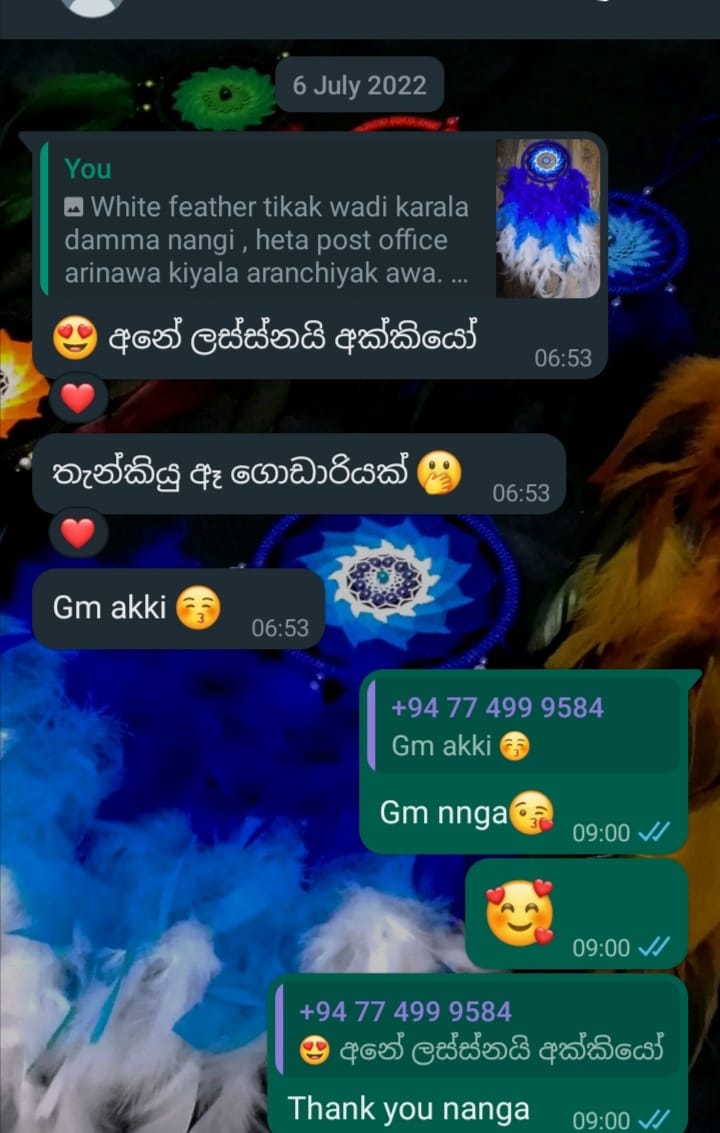 6 July 2022
You
White feather tikak wadi karala
damma nangi , heta post office
arinawa kiyala aranchiyak awa. ...
😍 අනේ ලස්ස්නයි අක්කියෝ
06:53
❤️
තැන්කියු ඈ ගොඩාරියක් 🫢
06:53
❤️
Gm akki 😚
06:53
+94 77 499 9584
Gm akki 😚
Gm nnga😘
09:00
🥰
09:00
+94 77 499 9584
😍 අනේ ලස්ස්නයි අක්කියෝ
Thank you nanga
09:00